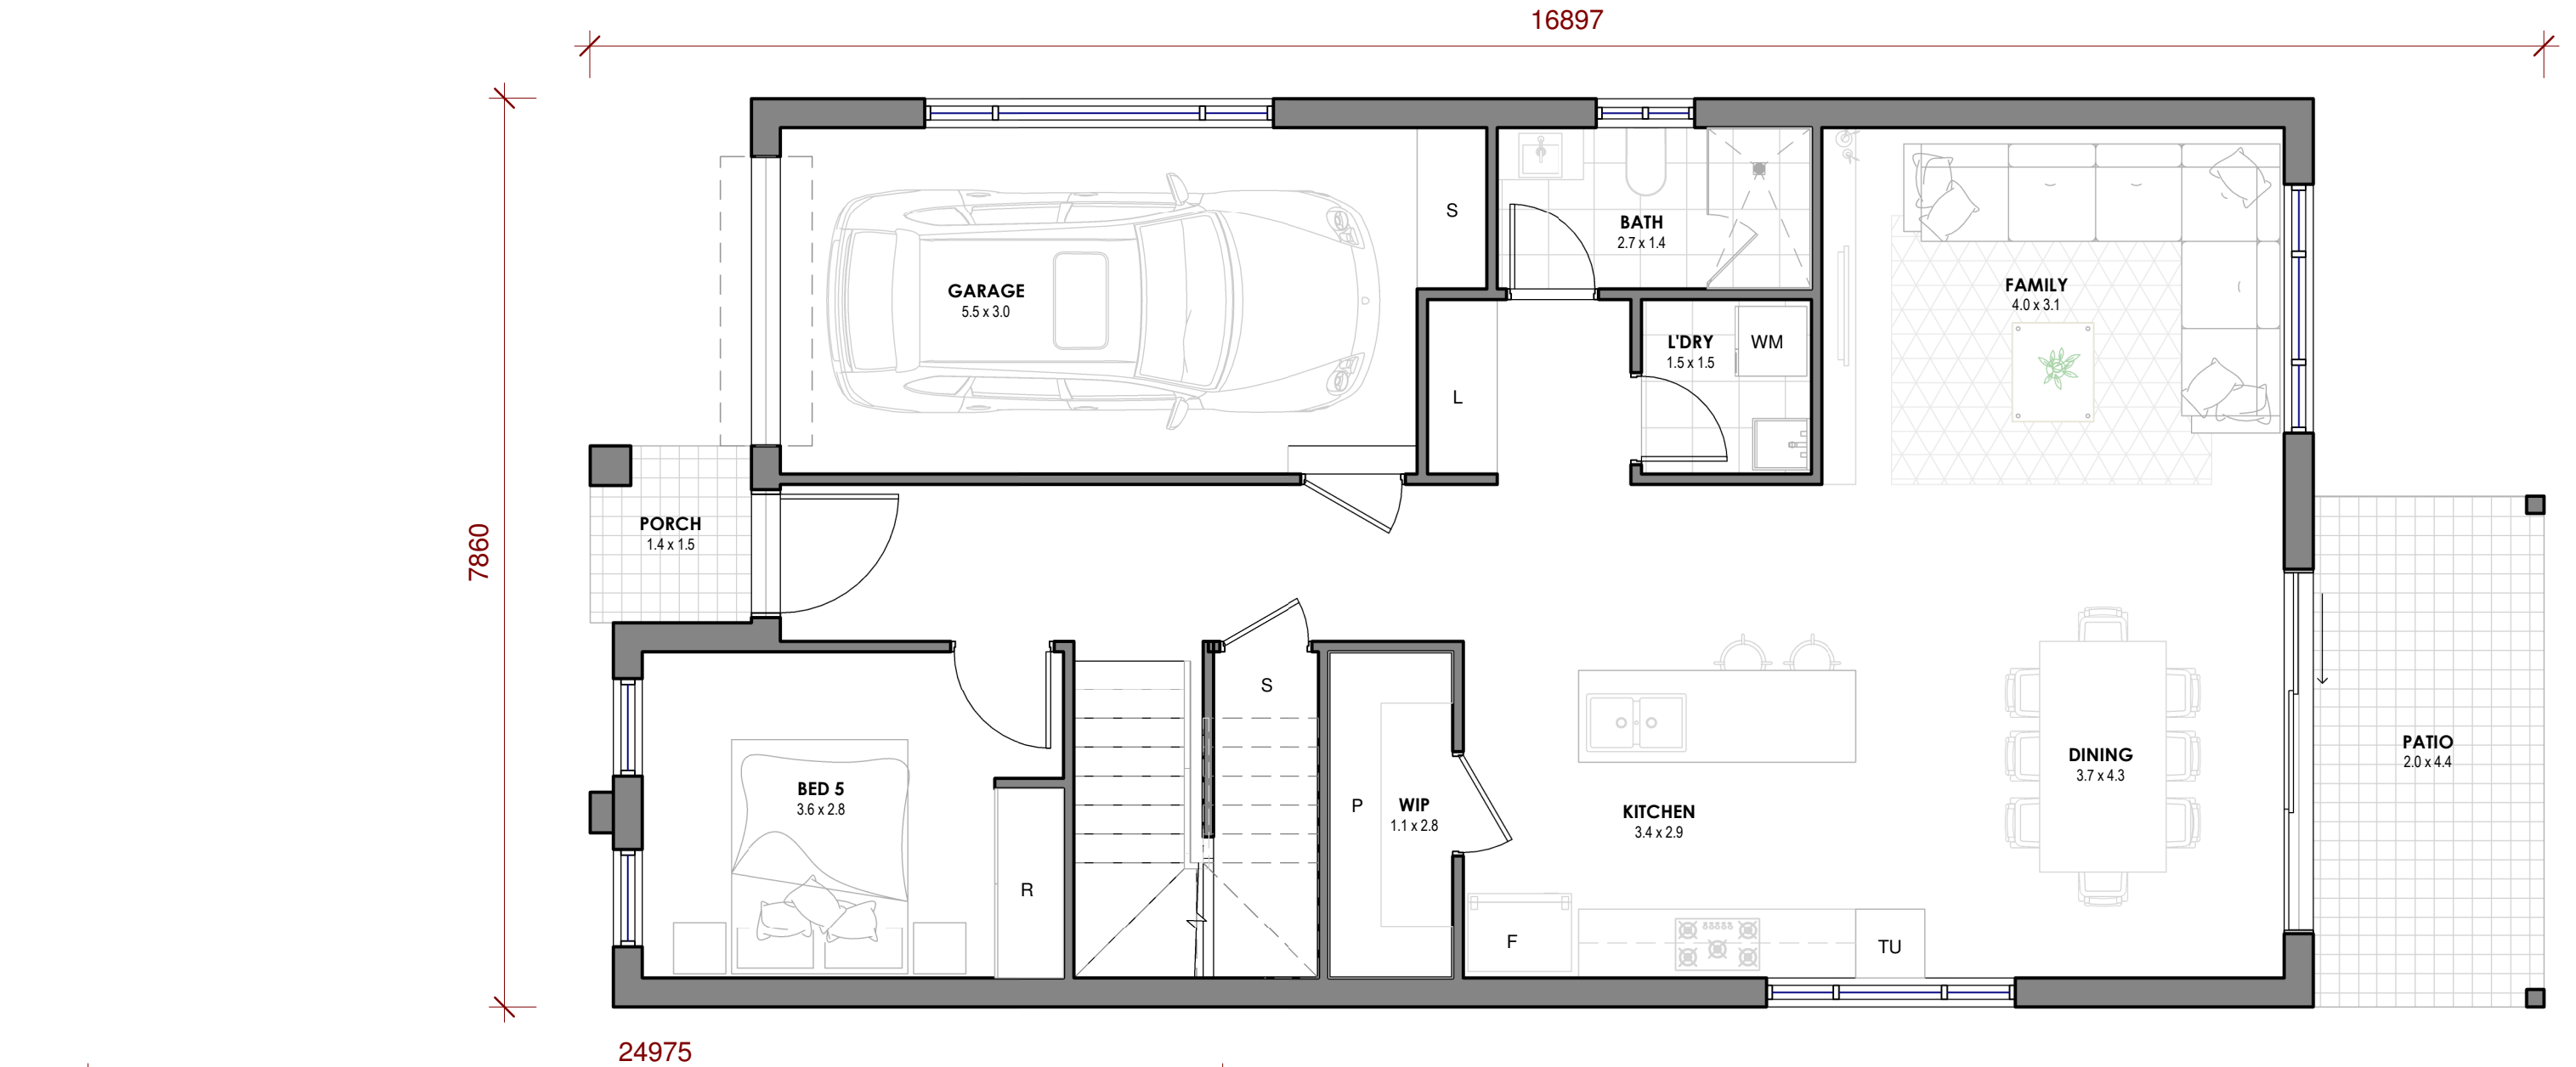 16897
S
BATH
2.7 x 1.4
GARAGE
5.5 x 3.0
FAMILY
4.0 x 3.1
L'DRY
1.5 x 1.5
WM
L
PORCH
1.4 x 1.5
7860
S
BED 5
3.6 x 2.8
P
WIP
1.1 x 2.8
KITCHEN
3.4 x 2.9
DINING
3.7 x 4.3
PATIO
2.0 x 4.4
R
F
TU
24975